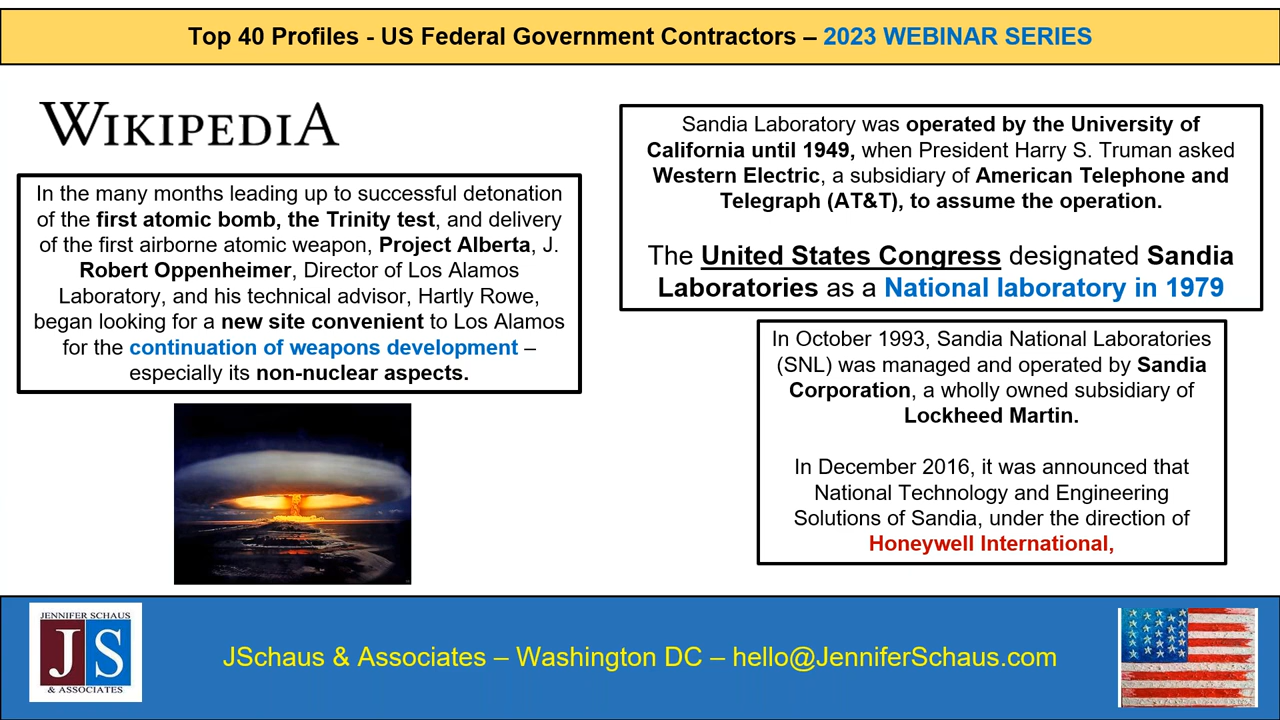 Top 40 Profiles - US Federal Government Contractors – 2023 WEBINAR SERIES
WIKIPEDIA
In the many months leading up to successful detonation
of the first atomic bomb, the Trinity test, and delivery
of the first airborne atomic weapon, Project Alberta, J.
Robert Oppenheimer, Director of Los Alamos
Laboratory, and his technical advisor, Hartly Rowe,
began looking for a new site convenient to Los Alamos
for the continuation of weapons development –
especially its non-nuclear aspects.
Sandia Laboratory was operated by the University of
California until 1949, when President Harry S. Truman asked
Western Electric, a subsidiary of American Telephone and
Telegraph (AT&T), to assume the operation.
The United States Congress designated Sandia
Laboratories as a National laboratory in 1979
In October 1993, Sandia National Laboratories
(SNL) was managed and operated by Sandia
Corporation, a wholly owned subsidiary of
Lockheed Martin.
In December 2016, it was announced that
National Technology and Engineering
Solutions of Sandia, under the direction of
Honeywell International,
JENNIFER SCHAUS
JS
& ASSOCIATES
JSchaus & Associates – Washington DC – hello@JenniferSchaus.com